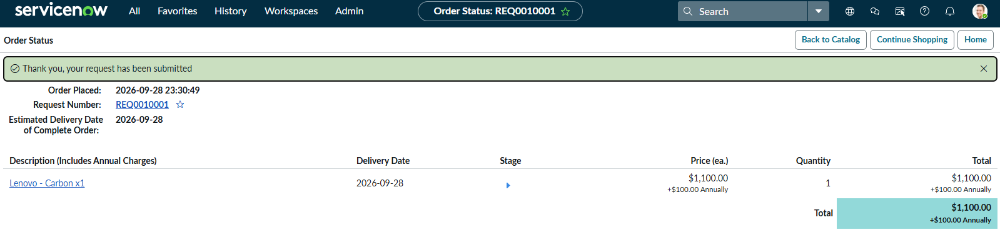 servicenow All Favorites History Workspaces Admin Order Status: REQ0010001 Search
Order Status Back to Catalog Continue Shopping Home
Thank you, your request has been submitted
Order Placed: 2026-09-28 23:30:49
Request Number: REQ0010001
Estimated Delivery Date 2026-09-28
of Complete Order:
Description (Includes Annual Charges) Delivery Date Stage Price (ea.) Quantity Total
Lenovo - Carbon x1 2026-09-28 $1,100.00 1 $1,100.00
+$100.00 Annually +$100.00 Annually
Total $1,100.00
+$100.00 Annually